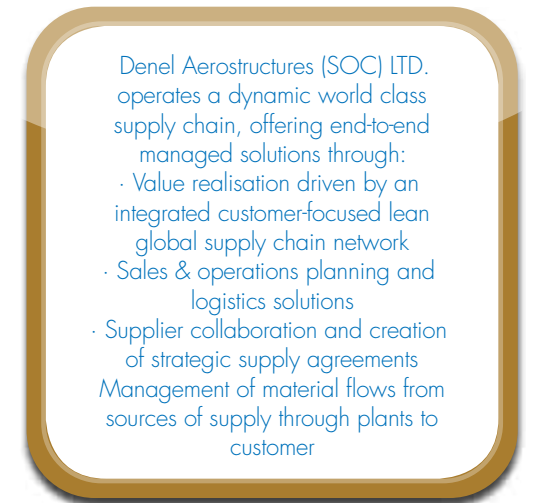 Denel Aerostructures (SOC) LTD.
operates a dynamic world class
supply chain, offering end-to-end
managed solutions through:
· Value realisation driven by an
integrated customer-focused lean
global supply chain network
· Sales & operations planning and
logistics solutions
· Supplier collaboration and creation
of strategic supply agreements
Management of material flows from
sources of supply through plants to
customer